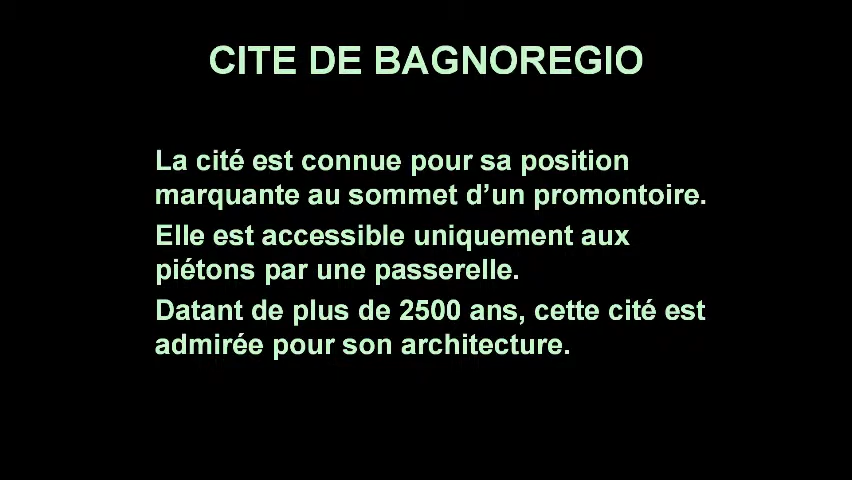 CITE DE BAGNOREGIO
La cité est connue pour sa position
marquante au sommet d’un promontoire.
Elle est accessible uniquement aux
piétons par une passerelle.
Datant de plus de 2500 ans, cette cité est
admirée pour son architecture.